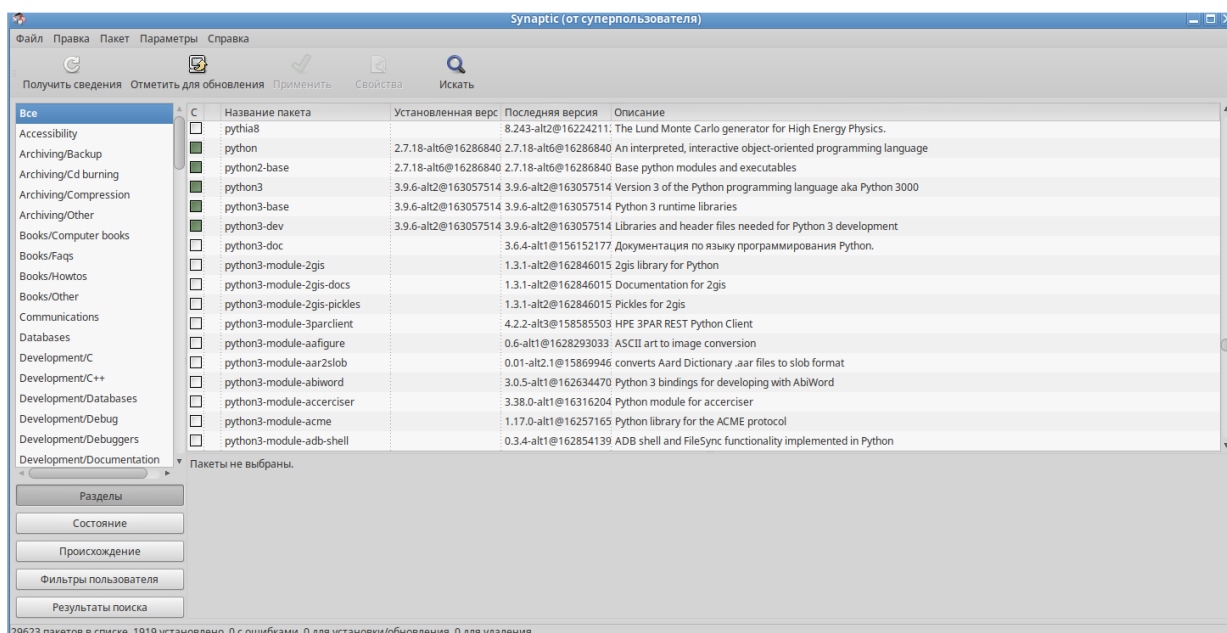 Synaptic (от суперпользователя)
Файл Правка Пакет Параметры Справка
Получить сведения Отметить для обновления Применить Свойства Искать
Все
Accessibility
Archiving/Backup
Archiving/Cd burning
Archiving/Compression
Archiving/Other
Books/Computer books
Books/Faqs
Books/Howtos
Books/Other
Communications
Databases
Development/C
Development/C++
Development/Databases
Development/Debug
Development/Debuggers
Development/Documentation
Разделы
Состояние
Происхождение
Фильтры пользователя
Результаты поиска
С Название пакета Установленная верс Последняя версия Описание
pythia8 8.243-alt2@16224211: The Lund Monte Carlo generator for High Energy Physics.
python 2.7.18-alt6@16286840 2.7.18-alt6@16286840 An interpreted, interactive object-oriented programming language
python2-base 2.7.18-alt6@16286840 2.7.18-alt6@16286840 Base python modules and executables
python3 3.9.6-alt2@163057514 3.9.6-alt2@163057514 Version 3 of the Python programming language aka Python 3000
python3-base 3.9.6-alt2@163057514 3.9.6-alt2@163057514 Python 3 runtime libraries
python3-dev 3.9.6-alt2@163057514 3.9.6-alt2@163057514 Libraries and header files needed for Python 3 development
python3-doc 3.6.4-alt1@156152177 Документация по языку программирования Python.
python3-module-2gis 1.3.1-alt2@162846015 2gis library for Python
python3-module-2gis-docs 1.3.1-alt2@162846015 Documentation for 2gis
python3-module-2gis-pickles 1.3.1-alt2@162846015 Pickles for 2gis
python3-module-3parclient 4.2.2-alt3@158585503 HPE 3PAR REST Python Client
python3-module-aafigure 0.6-alt1@1628293033 ASCII art to image conversion
python3-module-aar2slob 0.01-alt2.1@15869946 converts Aard Dictionary .aar files to slob format
python3-module-abiword 3.0.5-alt1@162634470 Python 3 bindings for developing with AbiWord
python3-module-accerciser 3.38.0-alt1@16316204 Python module for accerciser
python3-module-acme 1.17.0-alt1@16257165 Python library for the ACME protocol
python3-module-adb-shell 0.3.4-alt1@162854139 ADB shell and FileSync functionality implemented in Python
Пакеты не выбраны.
29623 пакетов в списке, 1919 установлено, 0 с ошибками, 0 для установки/обновления, 0 для удаления